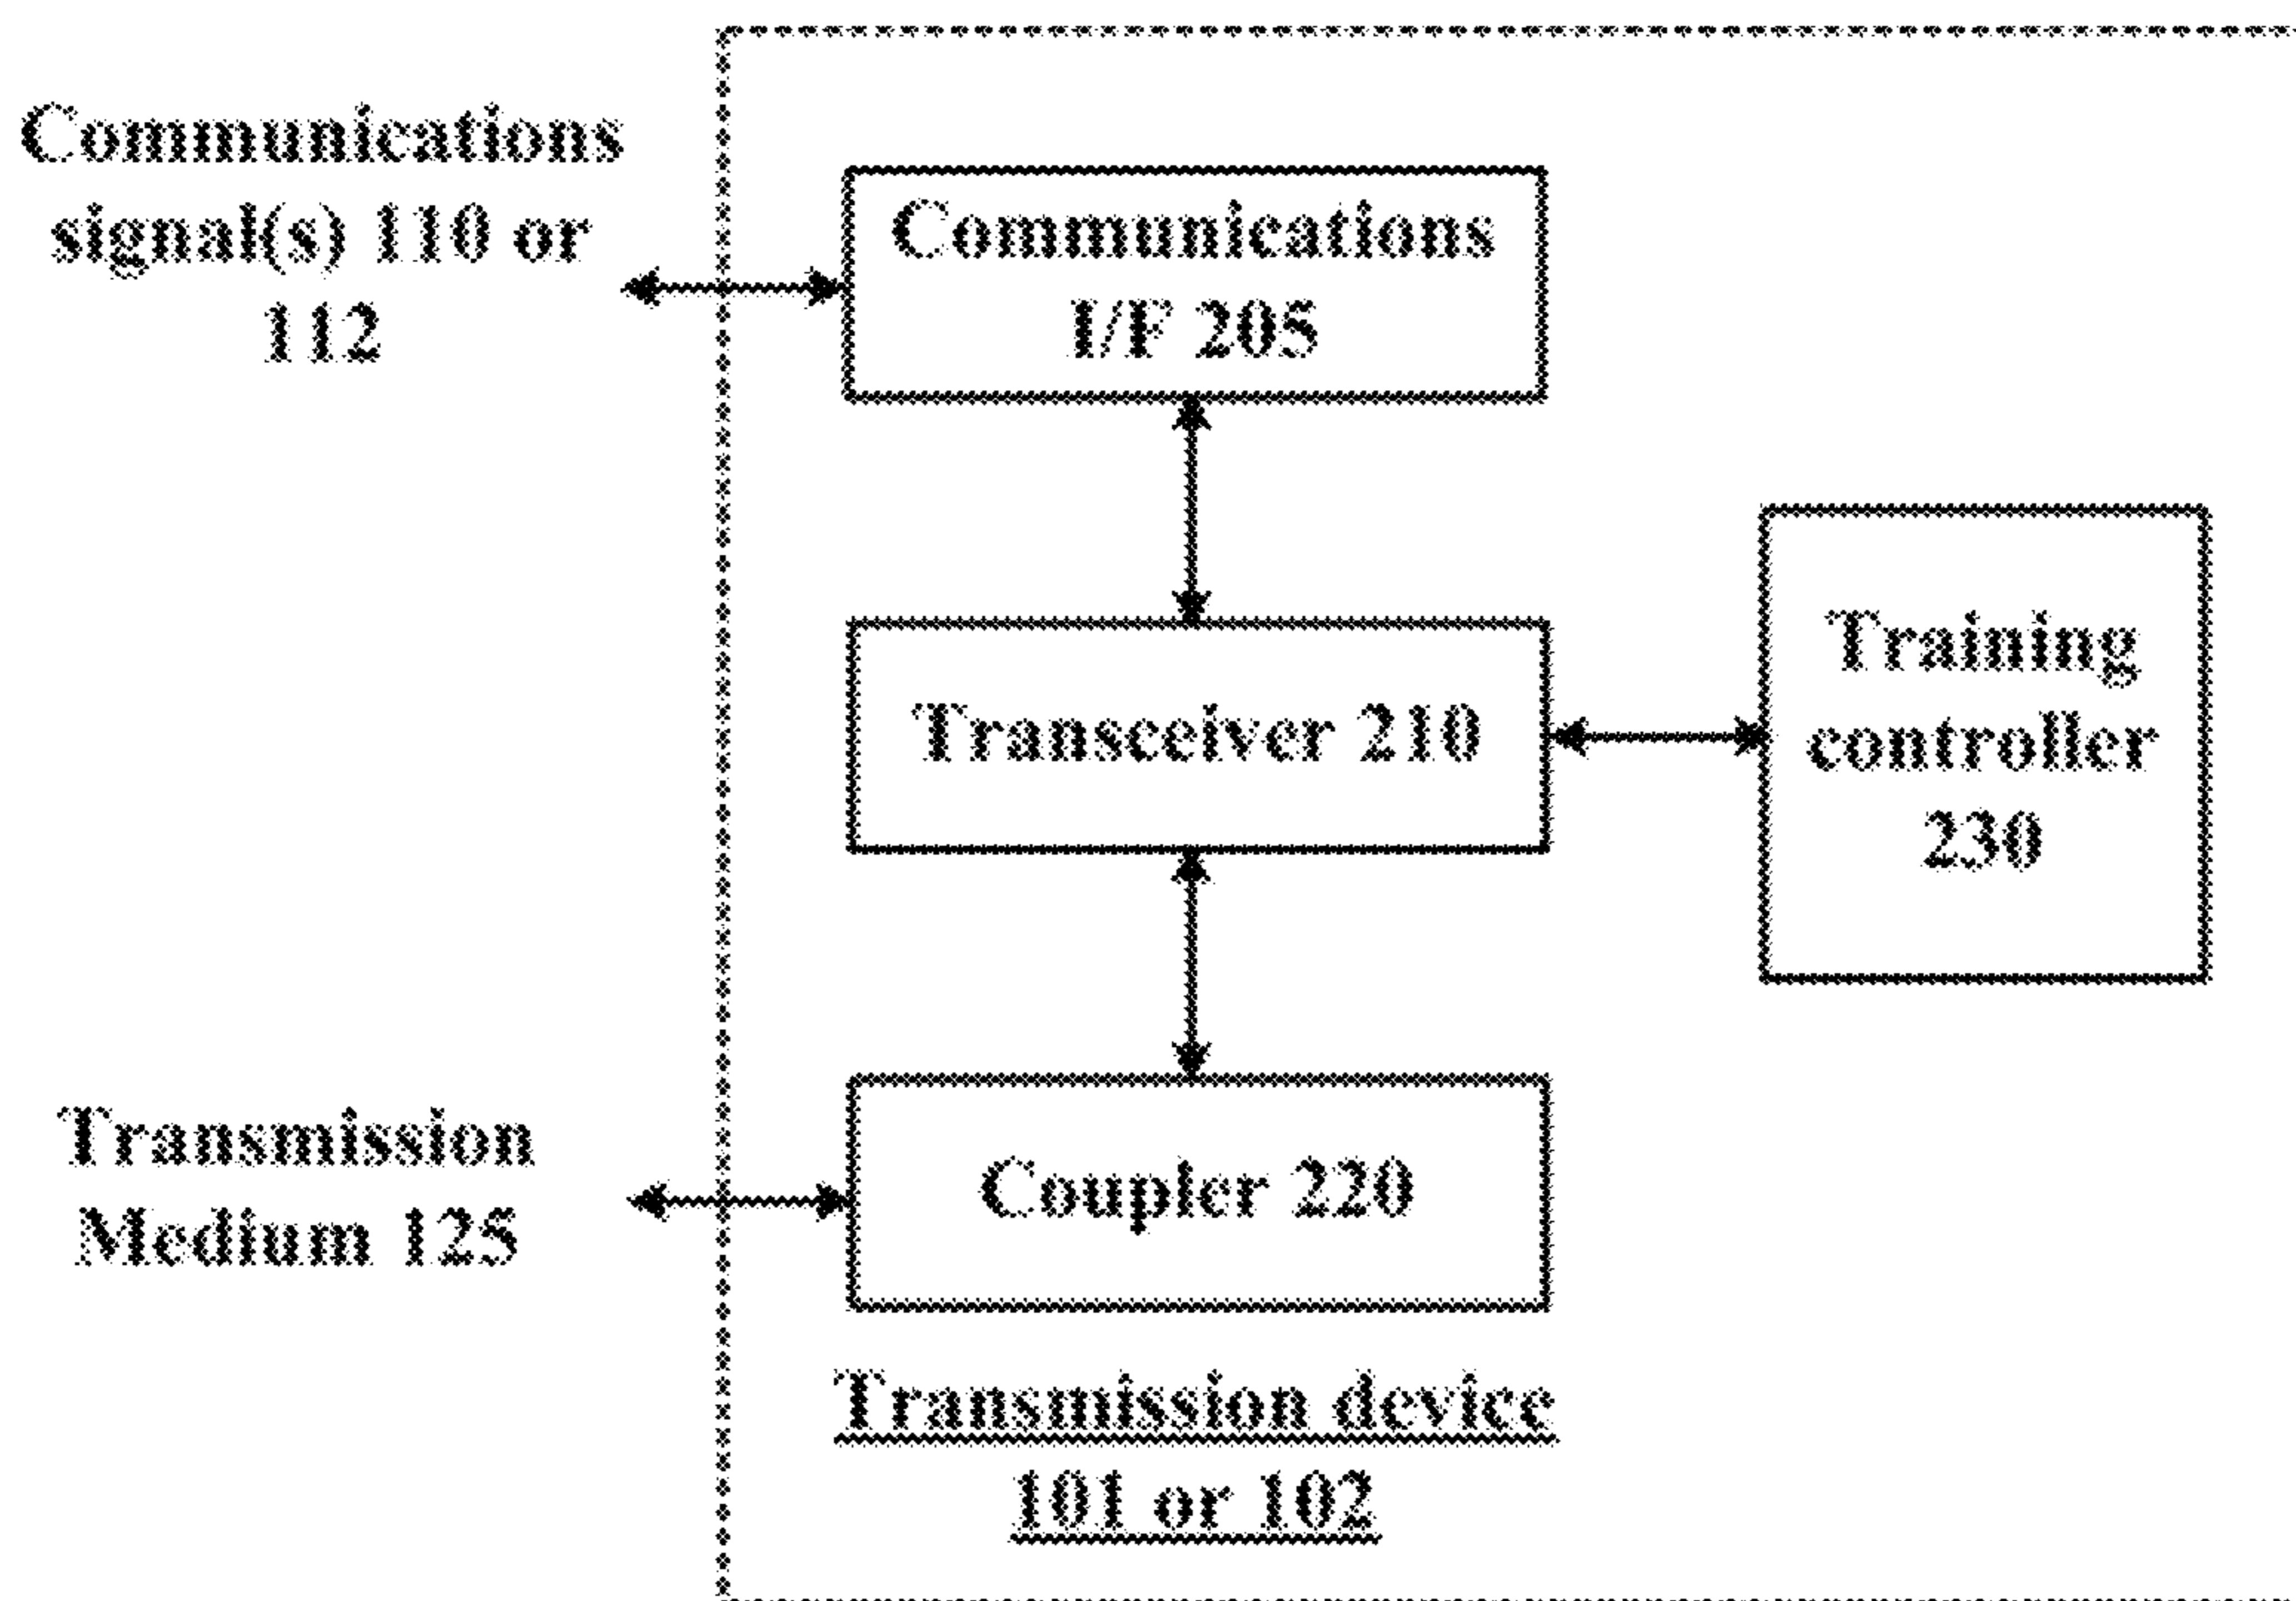 Communications
signal(s) 110 or
112
Communications
I/F 205
Transceiver 210
Training
controller
230
Coupler 220
Transmission
Medium 125
Transmission device
101 or 102